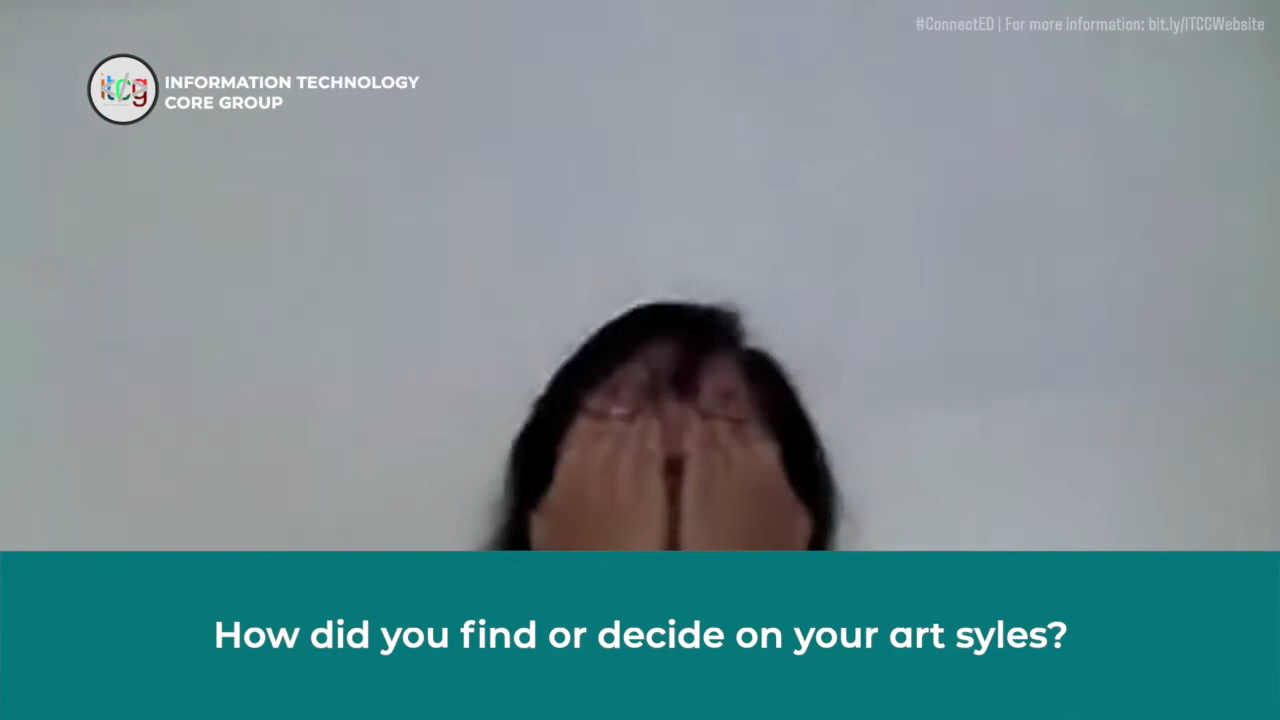 #ConnectED | For more information: bit.ly/ITCGWebsite
itcg
INFORMATION TECHNOLOGY
CORE GROUP
How did you find or decide on your art syles?